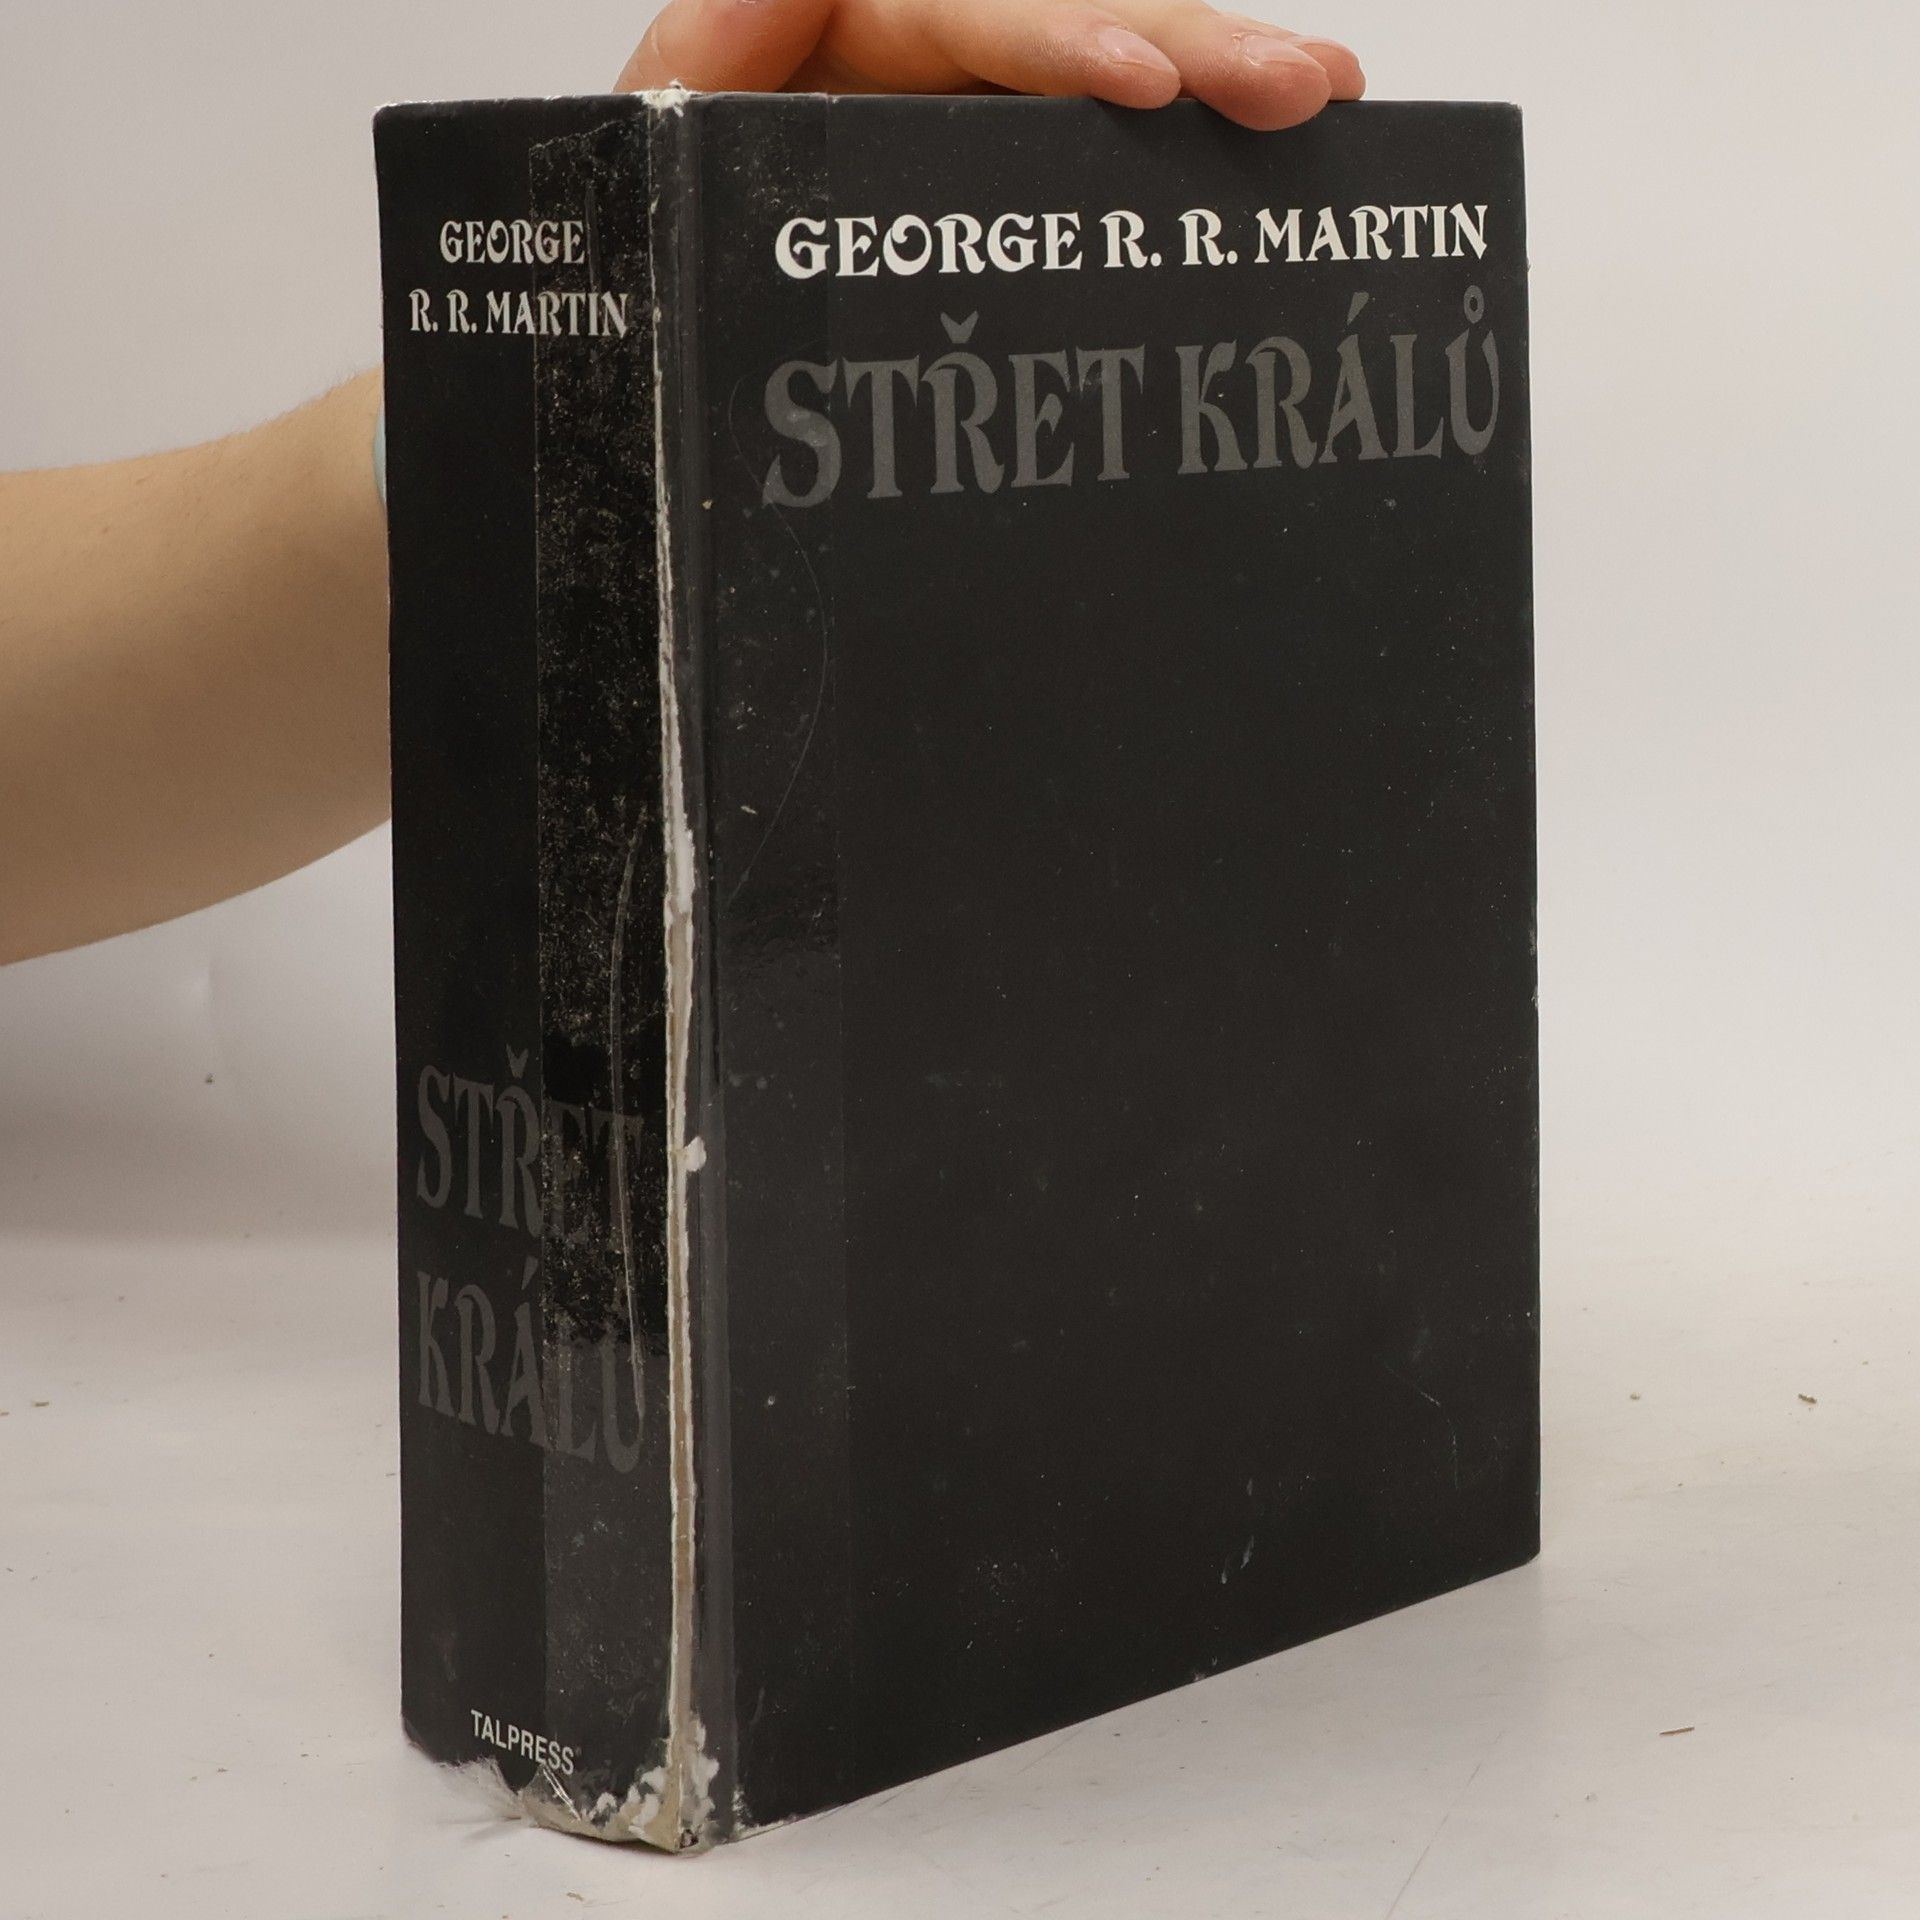 GEORGE
R. R. MARTIN
STŘET
KRÁLŮ
TALPRESS
GEORGE R. R. MARTIN
STŘET KRÁLŮ